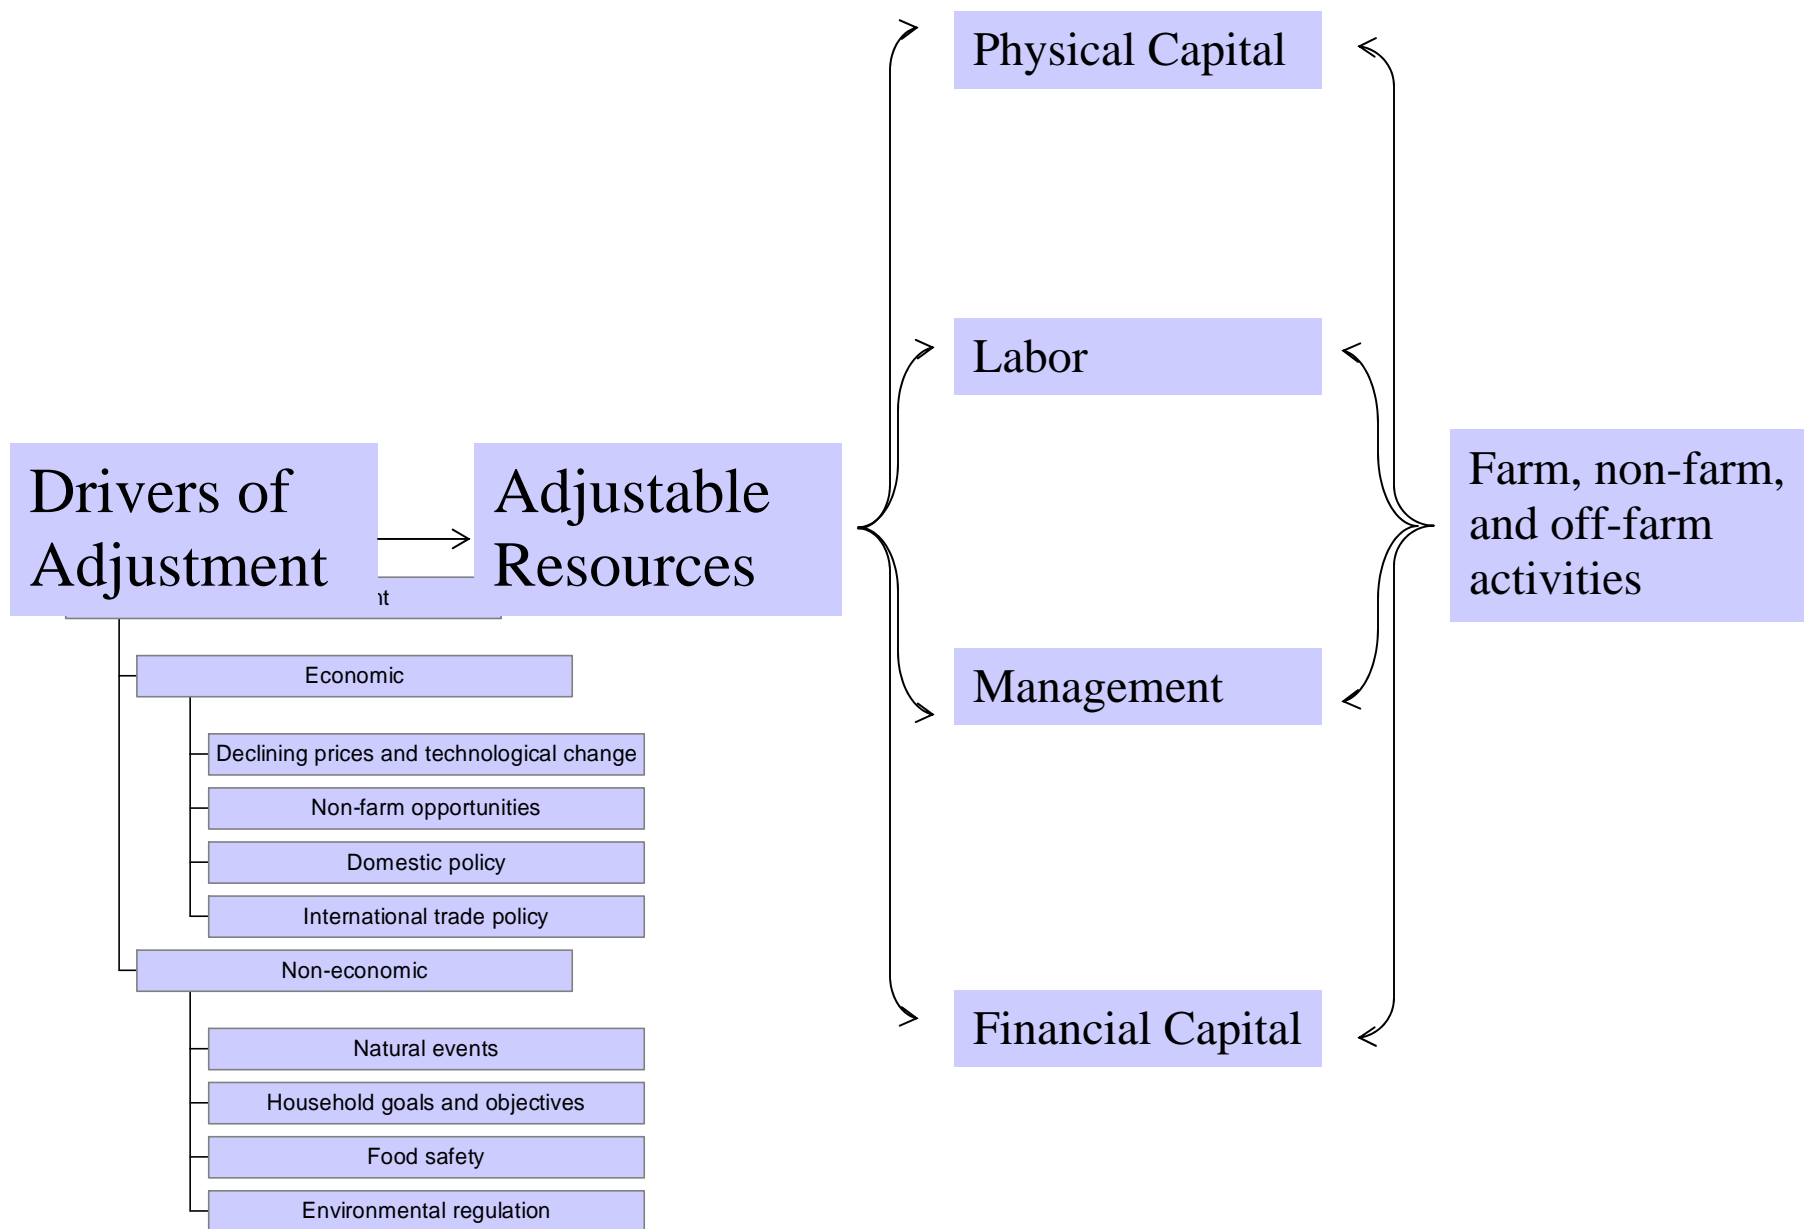 Physical Capital
Labor
Drivers of
Adjustment
Adjustable
Resources
Farm, non-farm,
and off-farm
activities
Management
Financial Capital
Economic
Declining prices and technological change
Non-farm opportunities
Domestic policy
International trade policy
Non-economic
Natural events
Household goals and objectives
Food safety
Environmental regulation